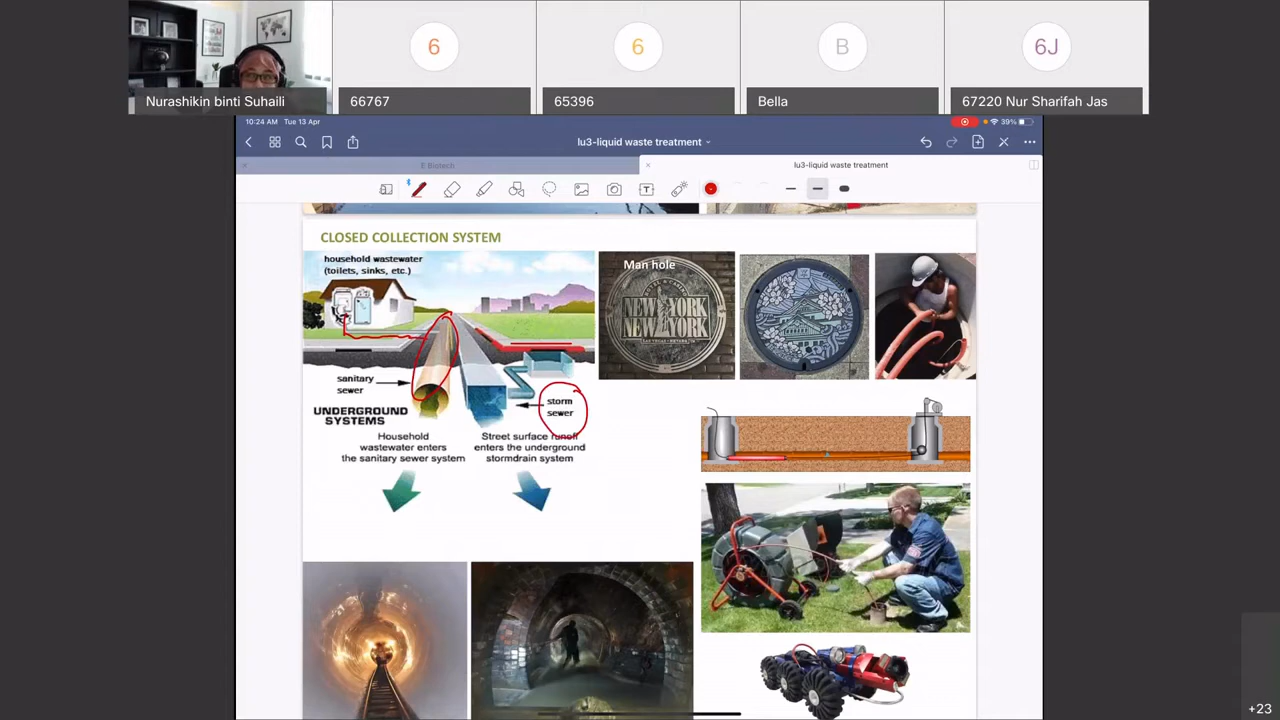 6
6
B
6J
Nurashikin binti Suhaili
66767
65396
Bella
67220 Nur Sharifah Jas
10:24 AM Tue 13 Apr
39%
lu3-liquid waste treatment
E Biotech
lu3-liquid waste treatment
CLOSED COLLECTION SYSTEM
household wastewater
(toilets, sinks, etc.)
Man hole
NEW YORK
NEW YORK
sanitary
sewer
storm
sewer
UNDERGROUND
SYSTEMS
Household
wastewater enters
the sanitary sewer system
Street surface runoff
enters the underground
stormdrain system
+23